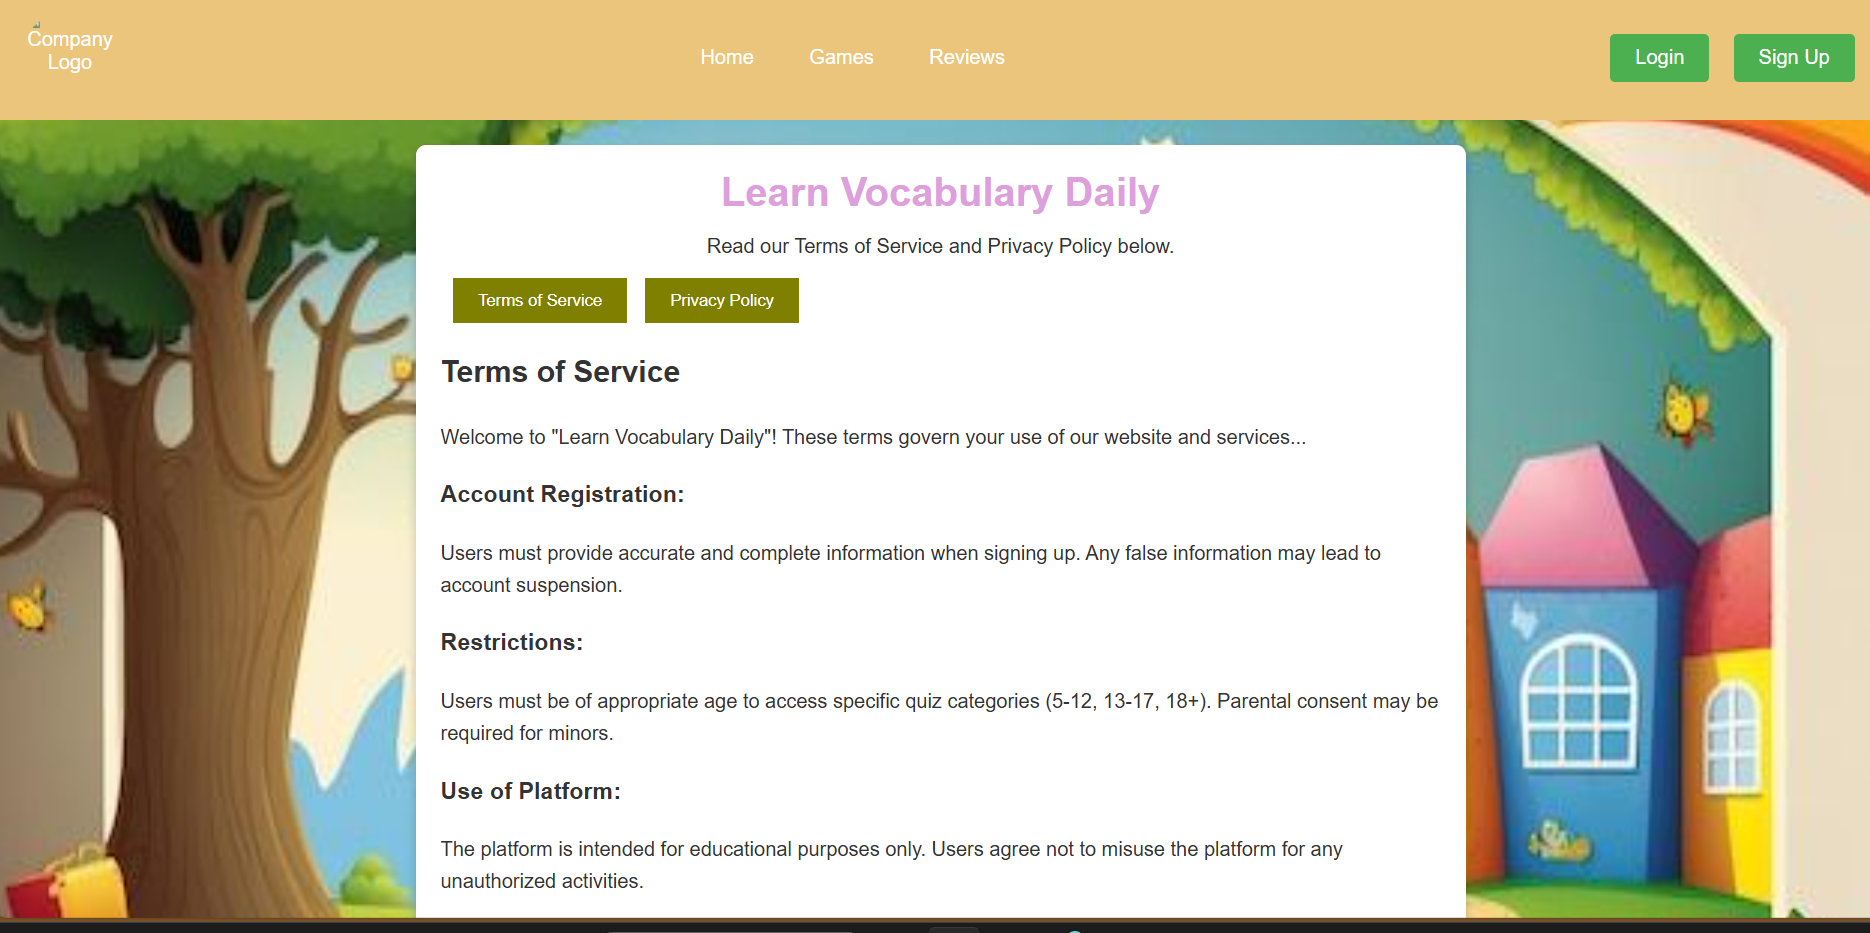 Company
Logo
Home
Games
Reviews
Login
Sign Up
Learn Vocabulary Daily
Read our Terms of Service and Privacy Policy below.
Terms of Service
Privacy Policy
Terms of Service
Welcome to "Learn Vocabulary Daily"! These terms govern your use of our website and services...
Account Registration:
Users must provide accurate and complete information when signing up. Any false information may lead to
account suspension.
Restrictions:
Users must be of appropriate age to access specific quiz categories (5-12, 13-17, 18+). Parental consent may be
required for minors.
Use of Platform:
The platform is intended for educational purposes only. Users agree not to misuse the platform for any
unauthorized activities.